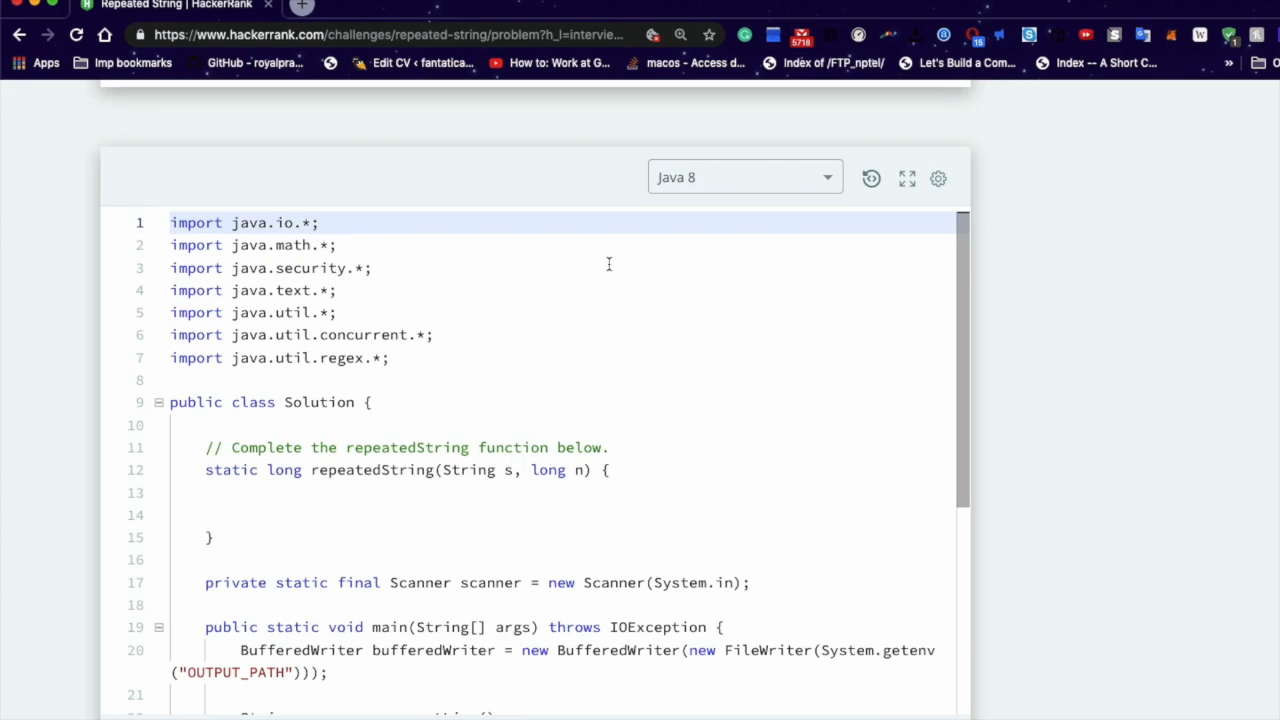 Repeated String | HackerRank
https://www.hackerrank.com/challenges/repeated-string/problem?h_l=intervie...
5718
15
1
Apps
Imp bookmarks
GitHub - royalpra...
Edit CV ‹ fantatica...
How to: Work at G...
macos - Access d...
Index of /FTP_nptel/
Let's Build a Com...
Index -- A Short C...
»
Java 8
1 import java.io.*;
2 import java.math.*;
3 import java.security.*;
4 import java.text.*;
5 import java.util.*;
6 import java.util.concurrent.*;
7 import java.util.regex.*;
8
9 public class Solution {
10
11 // Complete the repeatedString function below.
12 static long repeatedString(String s, long n) {
13
14
15 }
16
17 private static final Scanner scanner = new Scanner(System.in);
18
19 public static void main(String[] args) throws IOException {
20 BufferedWriter bufferedWriter = new BufferedWriter(new FileWriter(System.getenv
("OUTPUT_PATH")));
21